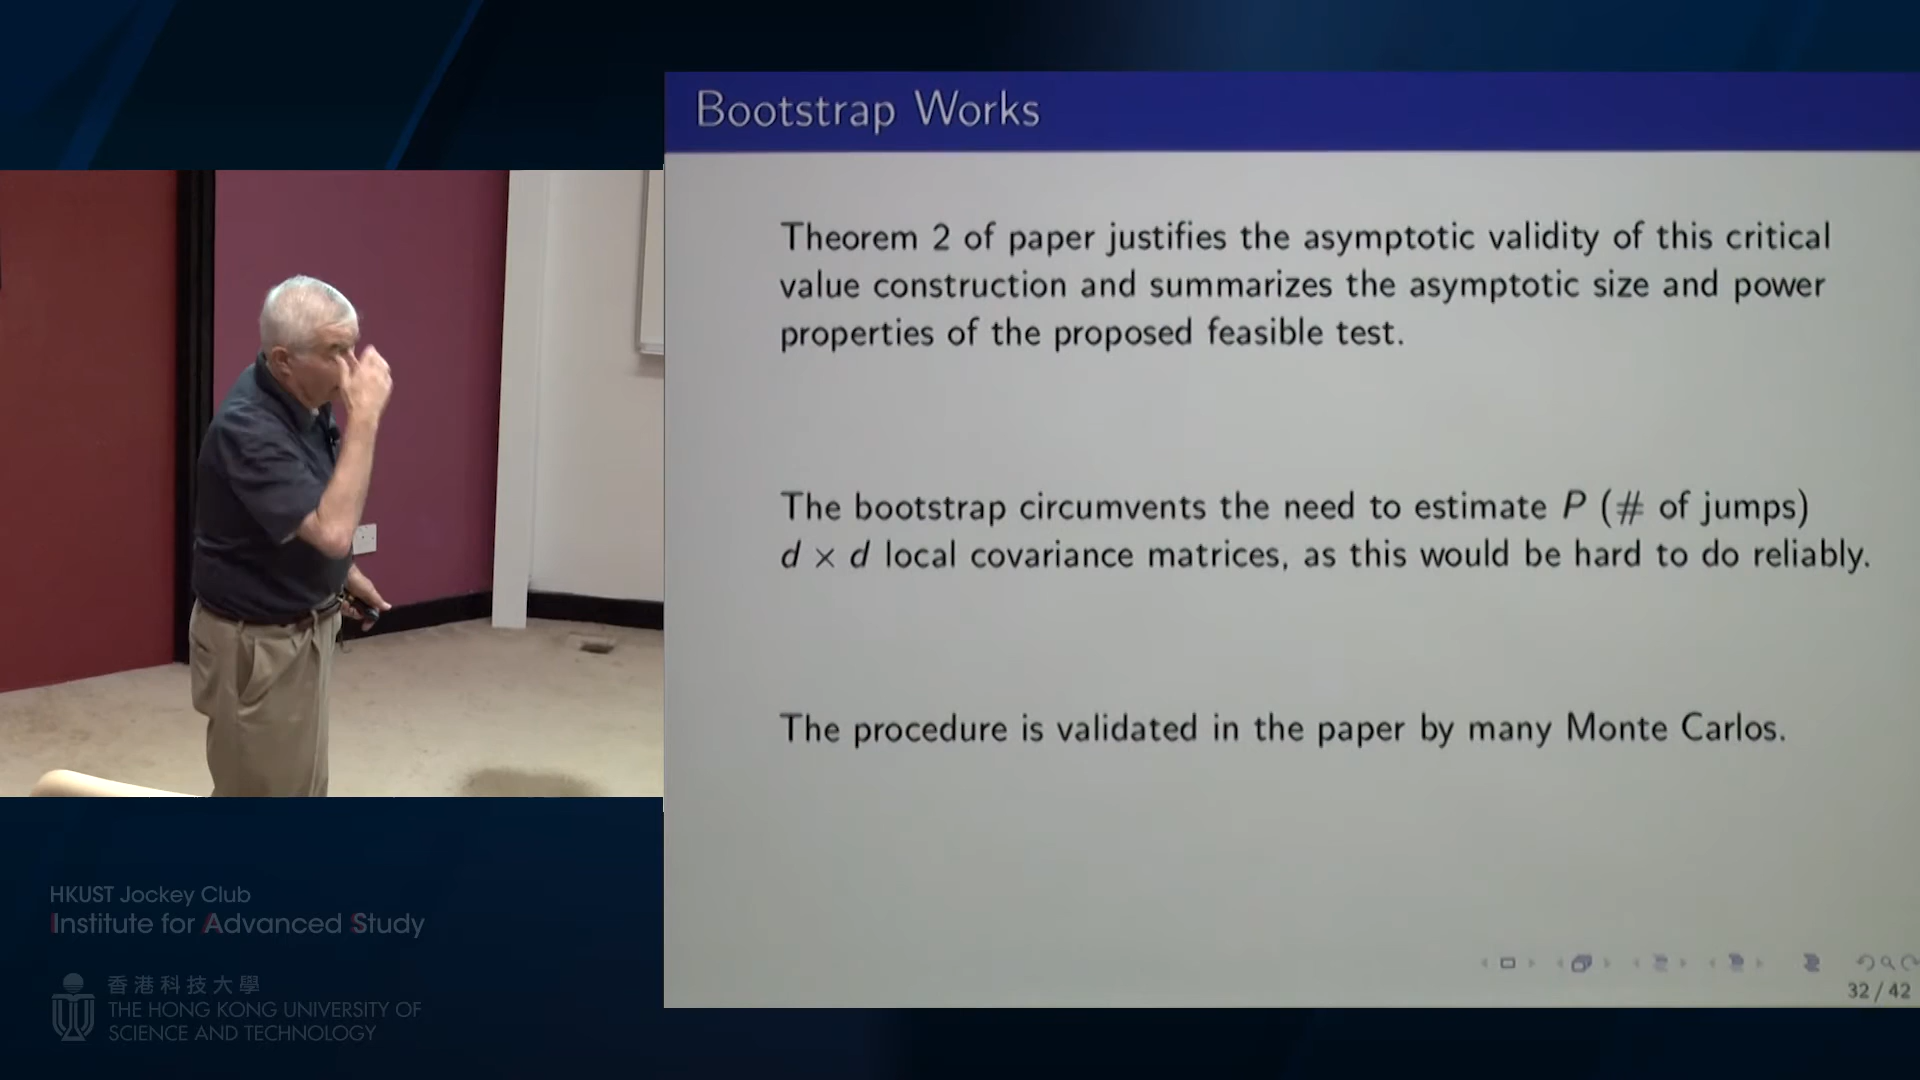 Bootstrap Works
Theorem 2 of paper justifies the asymptotic validity of this critical
value construction and summarizes the asymptotic size and power
properties of the proposed feasible test.
The bootstrap circumvents the need to estimate P (# of jumps)
d × d local covariance matrices, as this would be hard to do reliably.
The procedure is validated in the paper by many Monte Carlos.
32 / 42
HKUST Jockey Club
Institute for Advanced Study
香港科技大學
THE HONG KONG UNIVERSITY OF
SCIENCE AND TECHNOLOGY